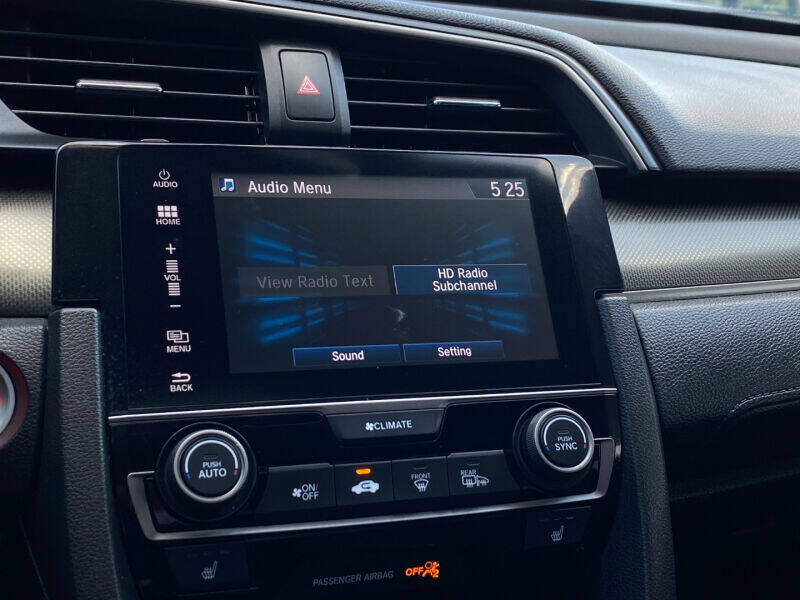 AUDIO
HOME
+
VOL
-
MENU
BACK
Audio Menu
5 25
View Radio Text
HD Radio
Subchannel
Sound
Setting
CLIMATE
PUSH
AUTO
ON/
OFF
FRONT
REAR
PUSH
SYNC
PASSENGER AIRBAG
OFF
2